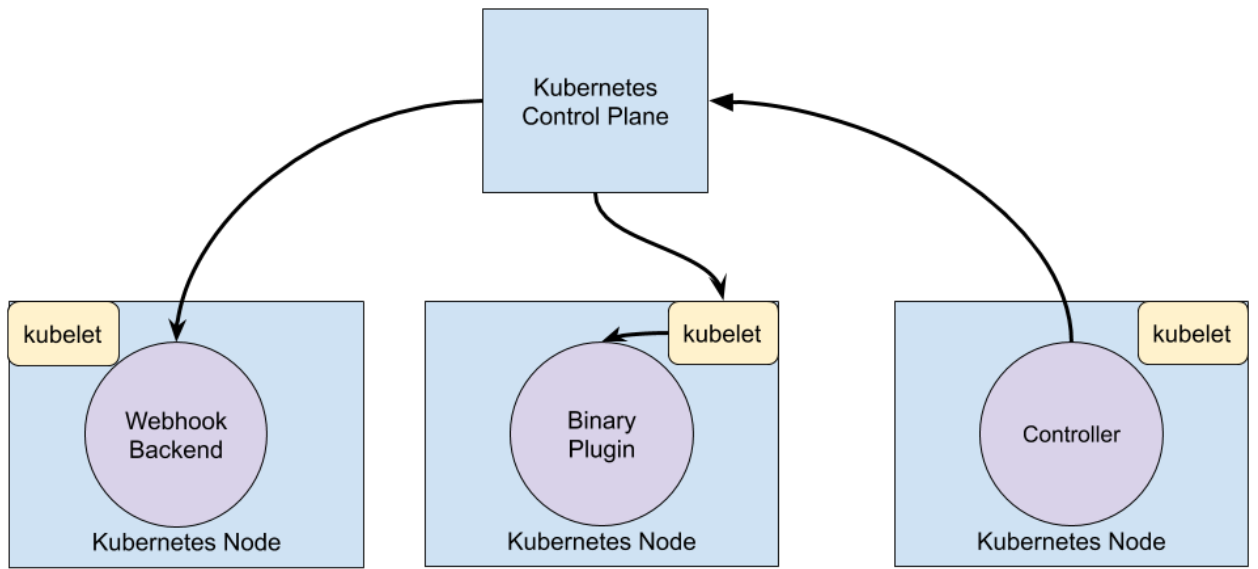 Kubernetes
Control Plane
kubelet
Webhook
Backend
Kubernetes Node
kubelet
Binary
Plugin
Kubernetes Node
kubelet
Controller
Kubernetes Node